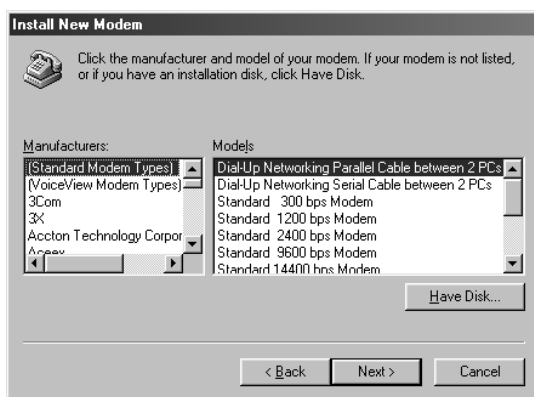 Install New Modem
Click the manufacturer and model of your modem. If your modem is not listed,
or if you have an installation disk, click Have Disk.
Manufacturers:
(Standard Modem Types)
(VoiceView Modem Types)
3Com
3X
Accton Technology Corpor
Aceex
Models
Dial-Up Networking Parallel Cable between 2 PCs
Dial-Up Networking Serial Cable between 2 PCs
Standard 300 bps Modem
Standard 1200 bps Modem
Standard 2400 bps Modem
Standard 9600 bps Modem
Standard 14400 bps Modem
Have Disk...
< Back
Next >
Cancel